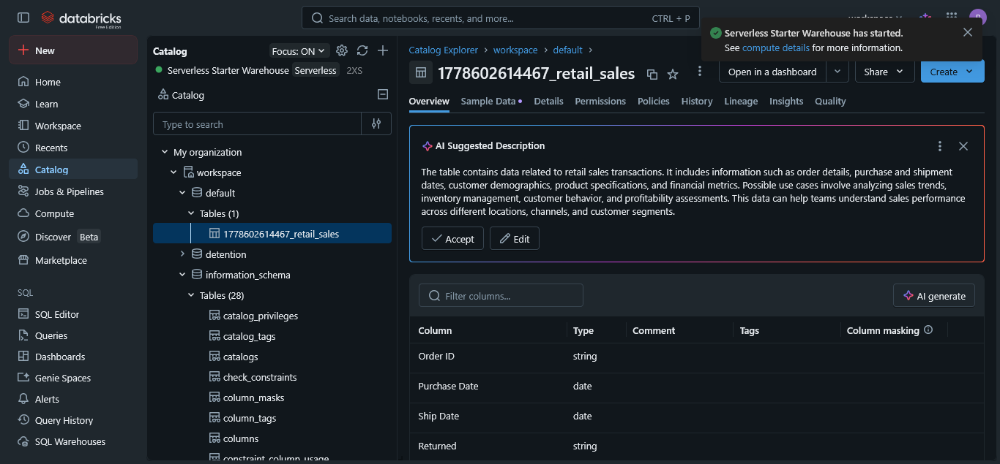 databricks
Free Edition
Search data, notebooks, recents, and more...
CTRL + P
New
Home
Learn
Workspace
Recents
Catalog
Jobs & Pipelines
Compute
Discover Beta
Marketplace
SQL
SQL Editor
Queries
Dashboards
Genie Spaces
Alerts
Query History
SQL Warehouses
Catalog
Focus: ON
Serverless Starter Warehouse Serverless 2XS
Catalog
Type to search
My organization
workspace
default
Tables (1)
1778602614467_retail_sales
detention
information_schema
Tables (28)
catalog_privileges
catalog_tags
catalogs
check_constraints
column_masks
column_tags
columns
constraint_column_usage
Serverless Starter Warehouse has started.
See compute details for more information.
Catalog Explorer > workspace > default >
1778602614467_retail_sales
Open in a dashboard
Share
Create
Overview Sample Data Details Permissions Policies History Lineage Insights Quality
AI Suggested Description
The table contains data related to retail sales transactions. It includes information such as order details, purchase and shipment
dates, customer demographics, product specifications, and financial metrics. Possible use cases involve analyzing sales trends,
inventory management, customer behavior, and profitability assessments. This data can help teams understand sales performance
across different locations, channels, and customer segments.
Accept
Edit
Filter columns...
AI generate
Column Type Comment Tags Column masking
Order ID string
Purchase Date date
Ship Date date
Returned string